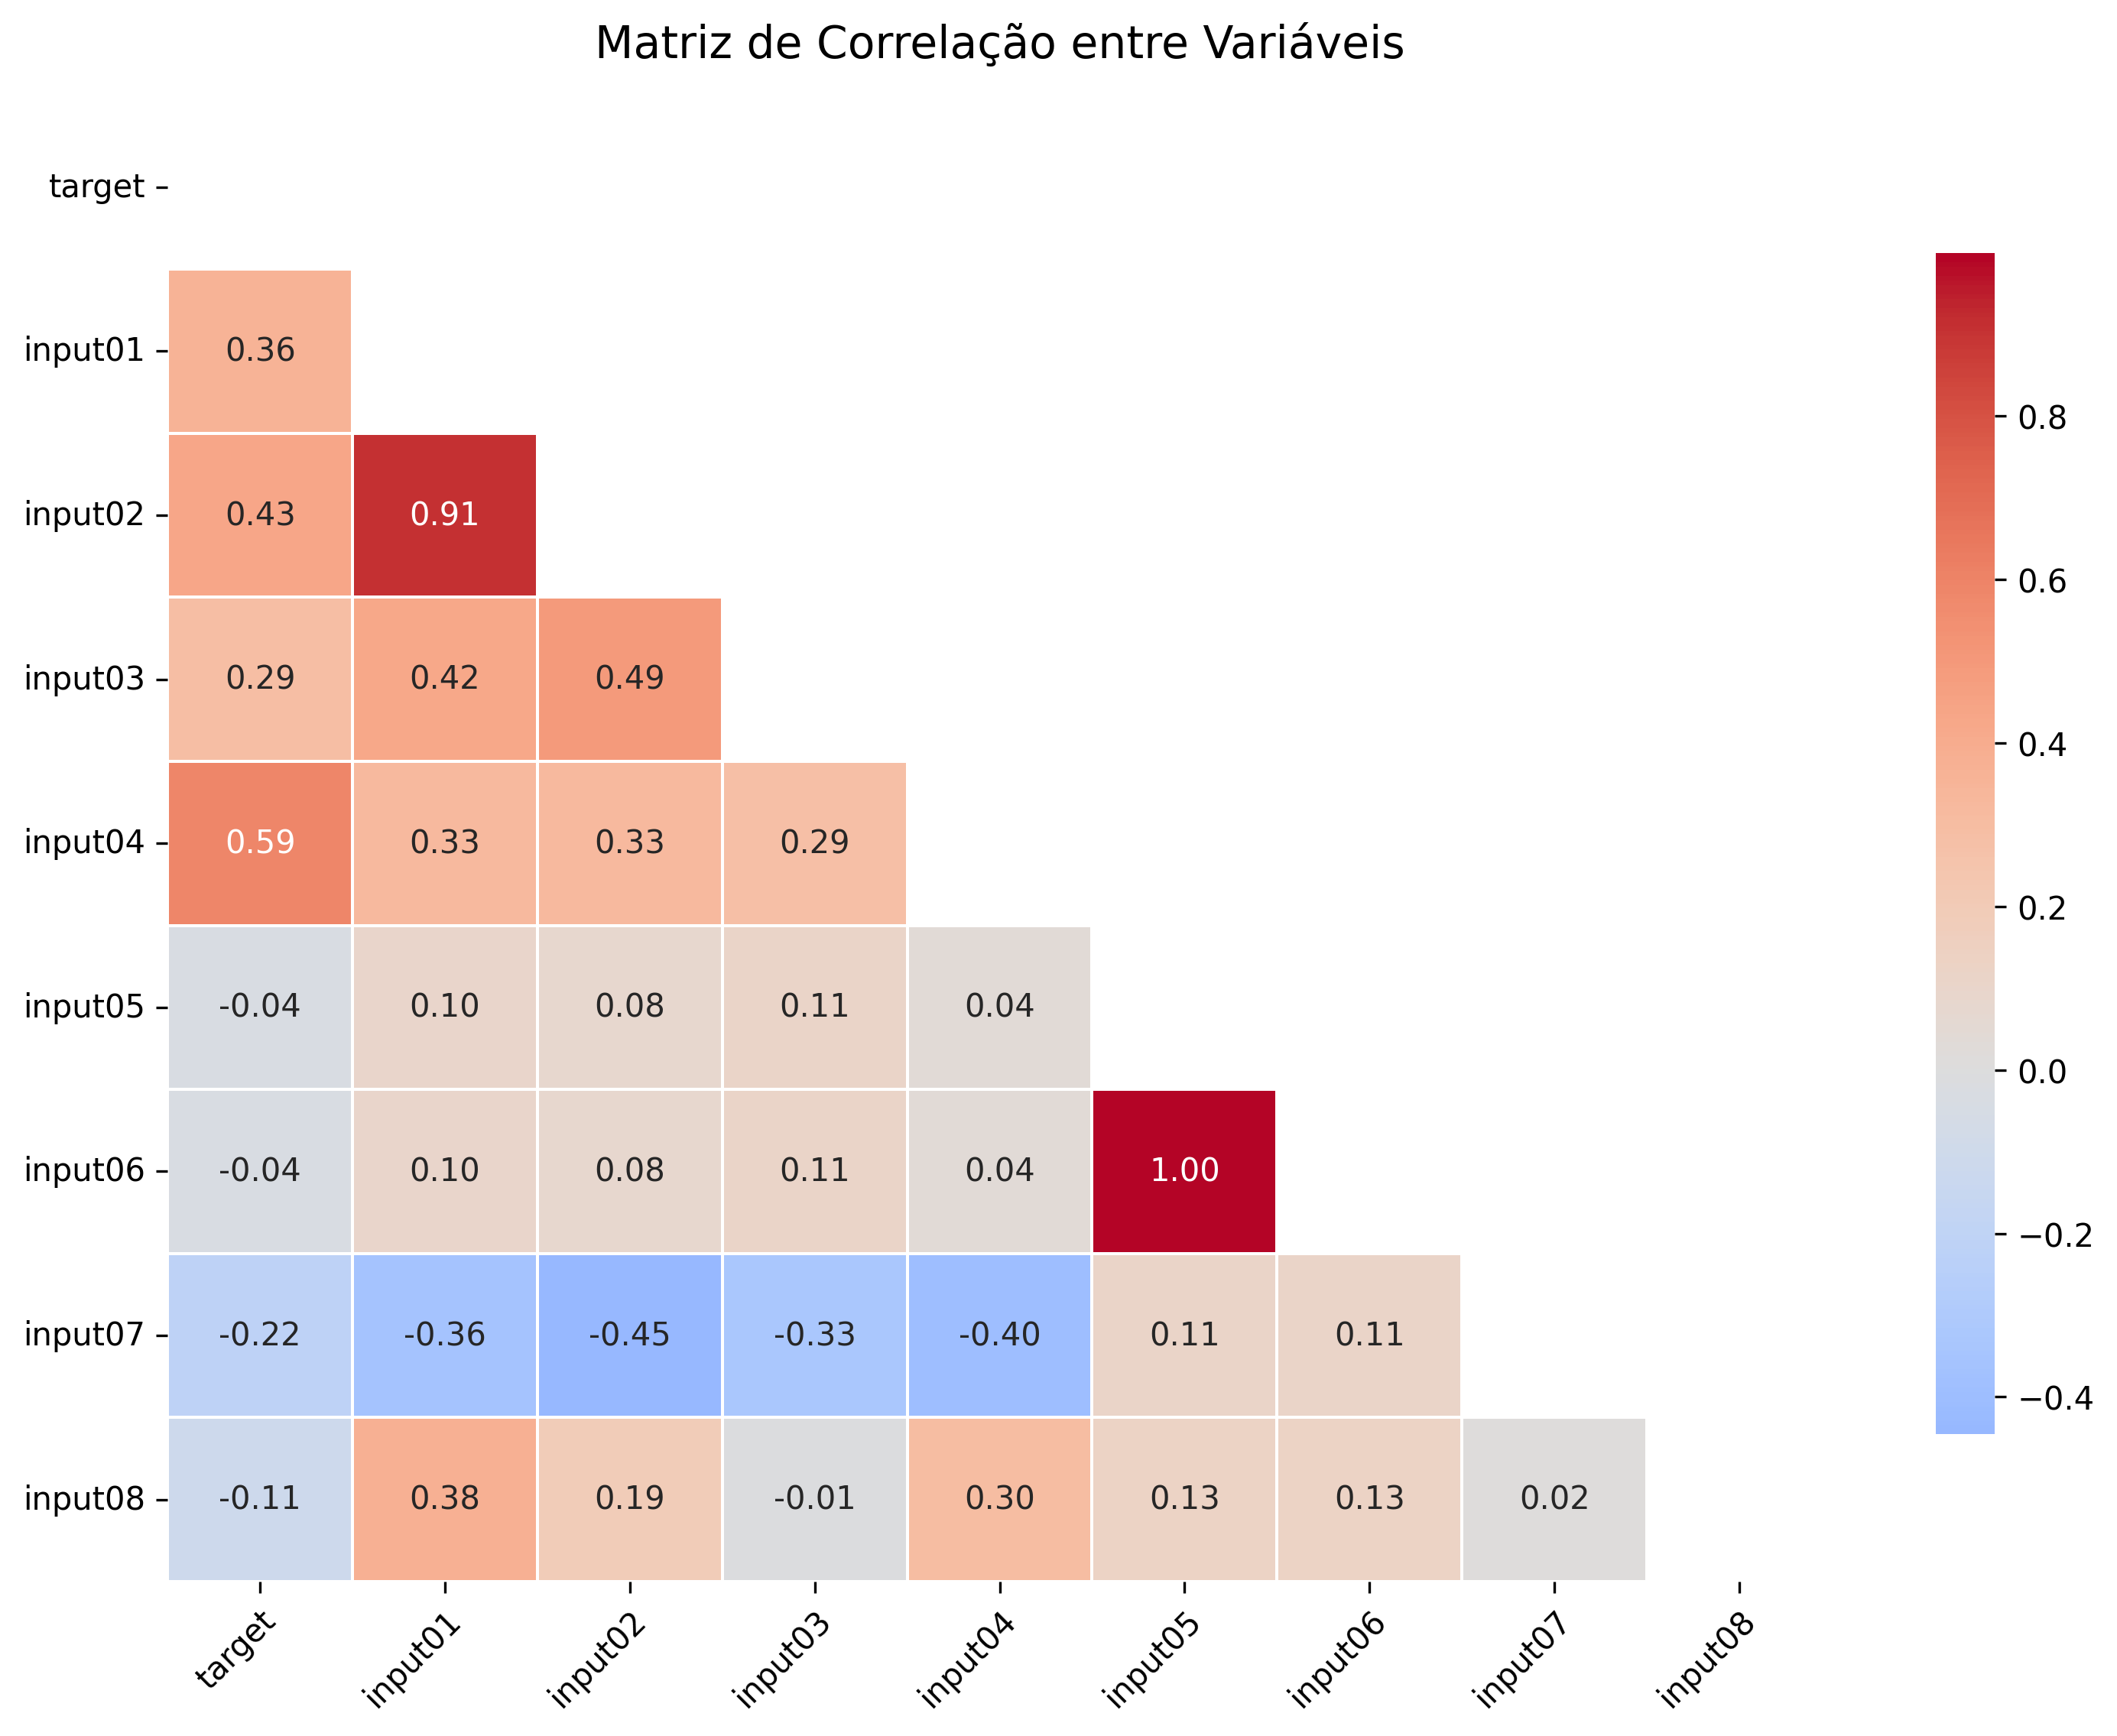 Matriz de Correlação entre Variáveis
target
input01 0.36
input02 0.43 0.91
input03 0.29 0.42 0.49
input04 0.59 0.33 0.33 0.29
input05 -0.04 0.10 0.08 0.11 0.04
input06 -0.04 0.10 0.08 0.11 0.04 1.00
input07 -0.22 -0.36 -0.45 -0.33 -0.40 0.11 0.11
input08 -0.11 0.38 0.19 -0.01 0.30 0.13 0.13 0.02
target input01 input02 input03 input04 input05 input06 input07 input08
0.8
0.6
0.4
0.2
0.0
−0.2
−0.4